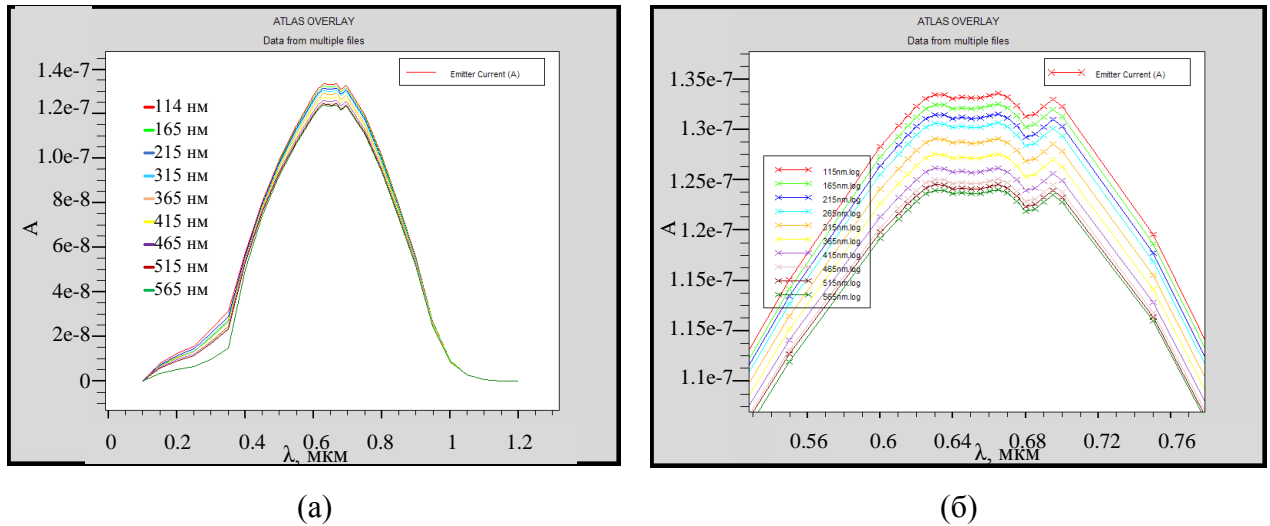 ATLAS OVERLAY
Data from multiple files
Emitter Current (A)
1.4e-7
1.2e-7
1.0e-7
8.0e-8
6e-8
4e-8
2e-8
0
A
114 нм
165 нм
215 нм
315 нм
365 нм
415 нм
465 нм
515 нм
565 нм
0 0.2 0.4 0.6 0.8 1 1.2
λ, мкм
(а)
ATLAS OVERLAY
Data from multiple files
Emitter Current (A)
1.35e-7
1.3e-7
1.25e-7
1.2e-7
1.15e-7
1.15e-7
1.1e-7
A
115nm.log
165nm.log
215nm.log
265nm.log
315nm.log
365nm.log
415nm.log
465nm.log
515nm.log
565nm.log
0.56 0.6 0.64 0.68 0.72 0.76
λ, мкм
(б)